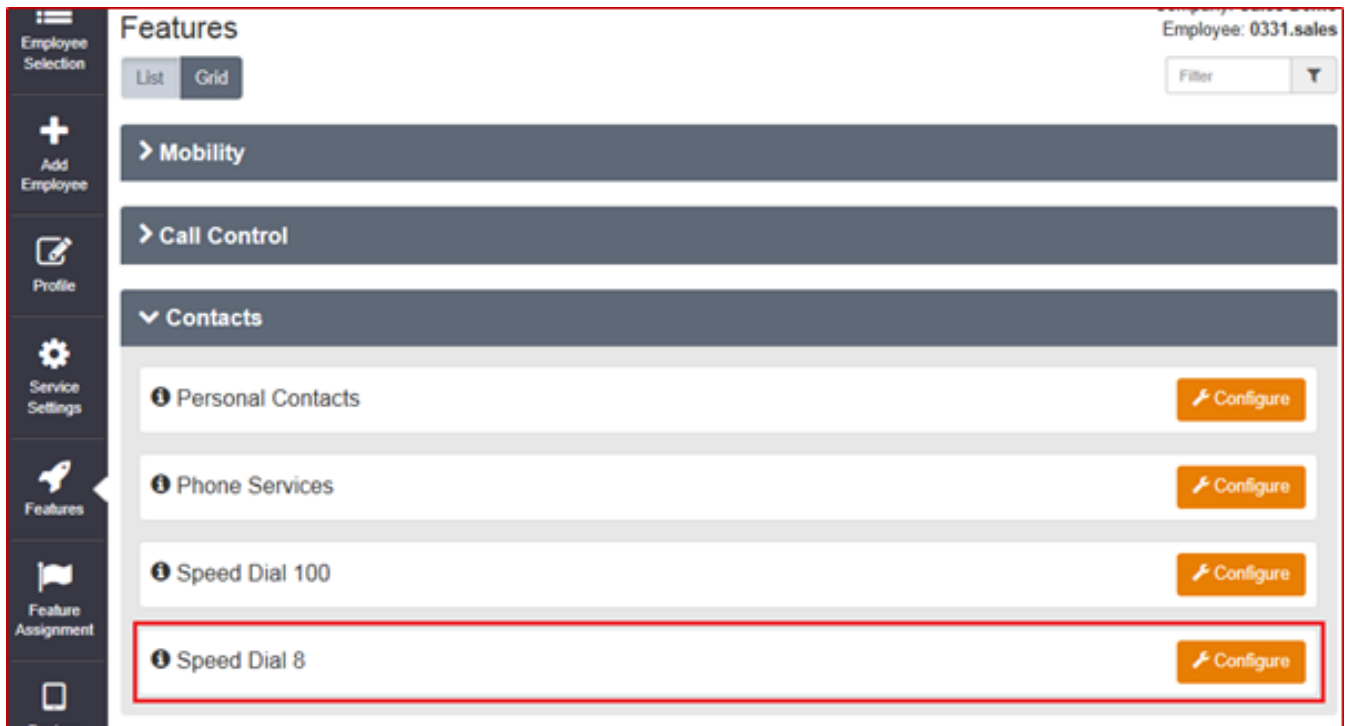 Employee
Selection
Add
Employee
Profile
Service
Settings
Features
Feature
Assignment
Features
Employee: 0331.sales
List
Grid
Filter
Mobility
Call Control
Contacts
Personal Contacts
Configure
Phone Services
Configure
Speed Dial 100
Configure
Speed Dial 8
Configure